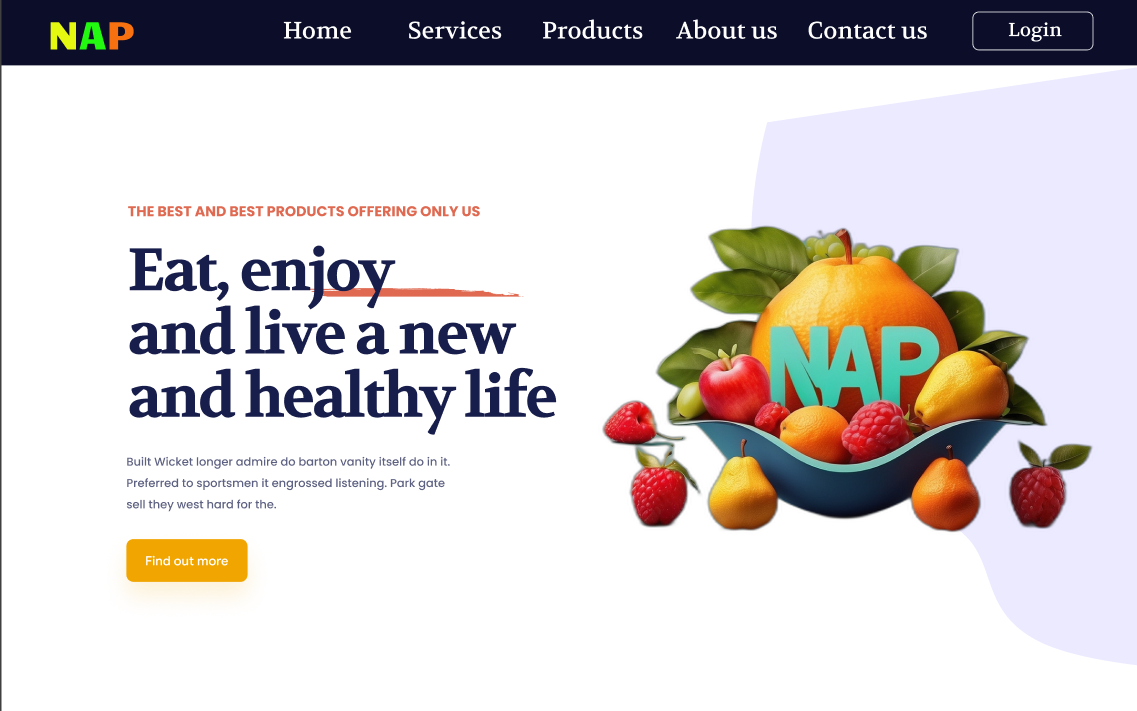 NAP
Home
Services
Products
About us
Contact us
Login
THE BEST AND BEST PRODUCTS OFFERING ONLY US
Eat, enjoy
and live a new
and healthy life
NAP
Built Wicket longer admire do barton vanity itself do in it.
Preferred to sportsmen it engrossed listening. Park gate
sell they west hard for the.
Find out more